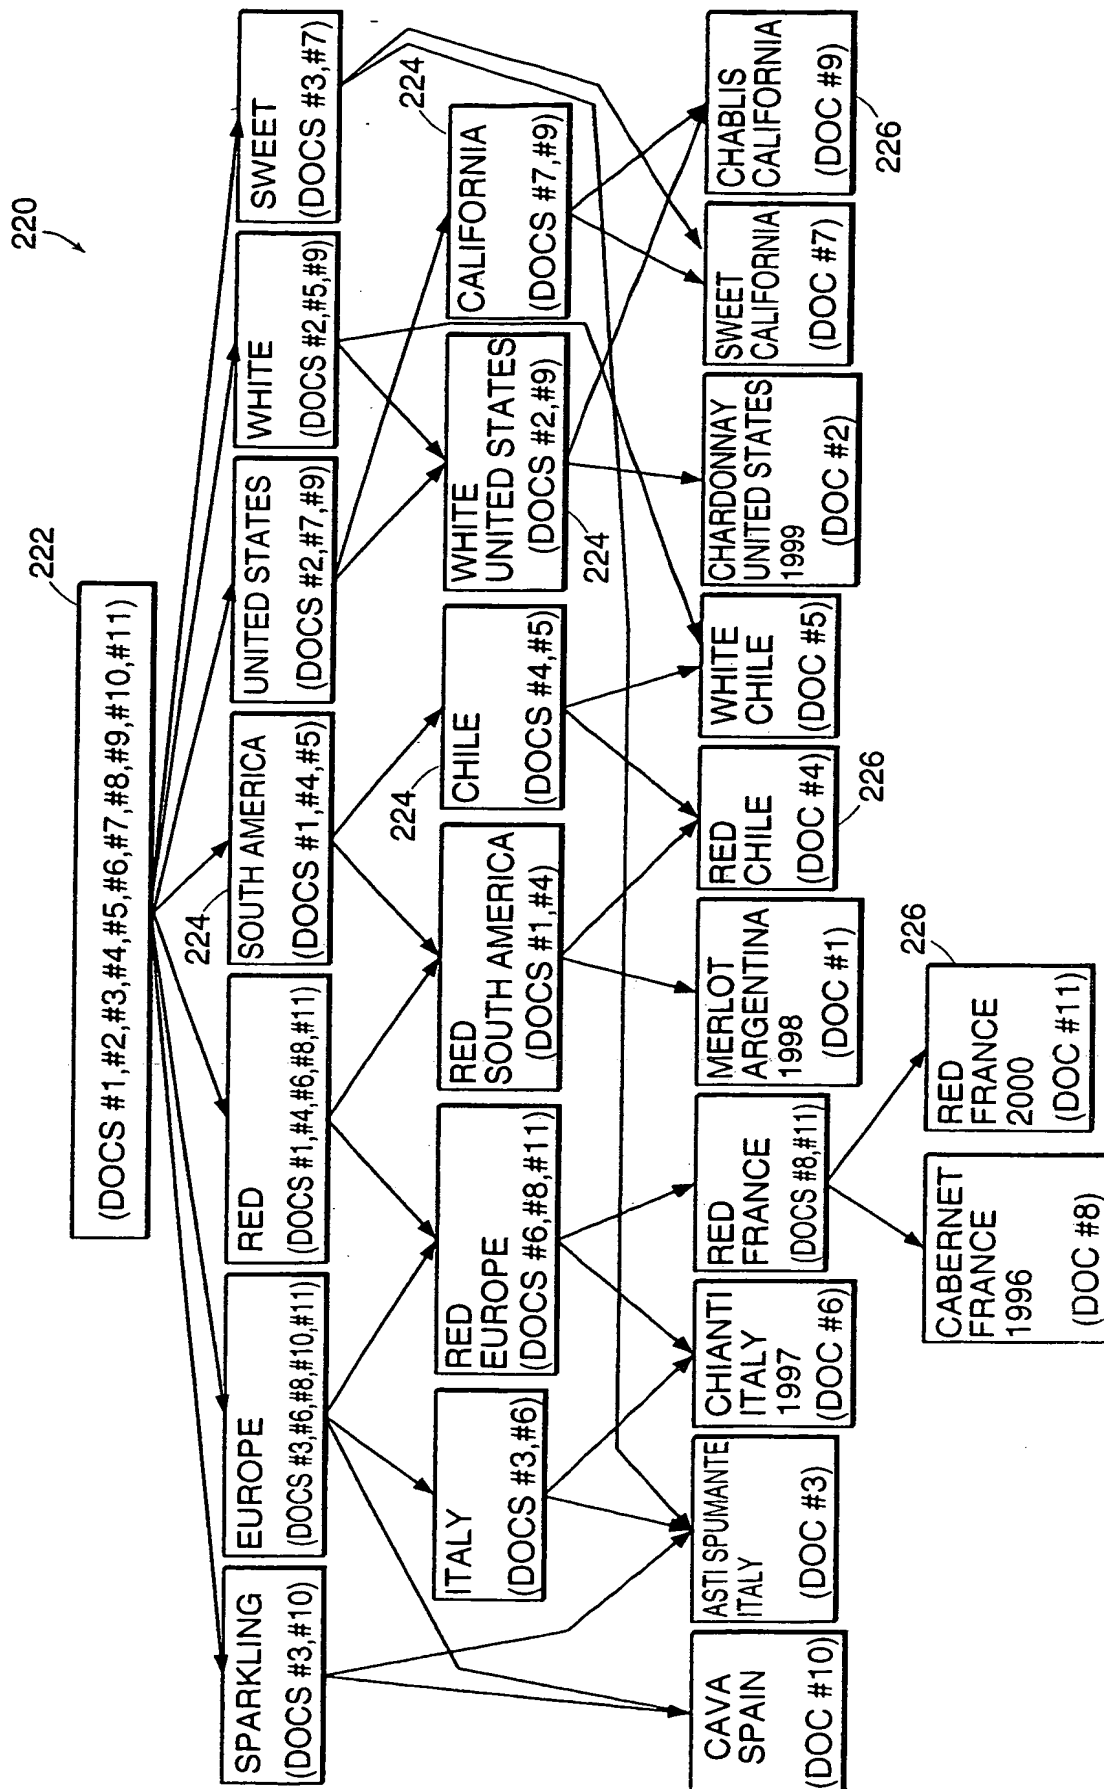 220
222
(DOCS #1,#2,#3,#4,#5,#6,#7,#8,#9,#10,#11)
SPARKLING
(DOCS #3,#10)
EUROPE
(DOCS #3,#6,#8,#10,#11)
RED
(DOCS #1,#4,#6,#8,#11)
224
SOUTH AMERICA
(DOCS #1,#4,#5)
UNITED STATES
(DOCS #2,#7,#9)
WHITE
(DOCS #2,#5,#9)
SWEET
(DOCS #3,#7)
ITALY
(DOCS #3,#6)
RED
EUROPE
(DOCS #6,#8,#11)
RED
SOUTH AMERICA
(DOCS #1,#4)
224
CHILE
(DOCS #4,#5)
WHITE
UNITED STATES
(DOCS #2,#9)
224
224
CALIFORNIA
(DOCS #7,#9)
CAVA
SPAIN
(DOC #10)
ASTI SPUMANTE
ITALY
(DOC #3)
CHIANTI
ITALY
1997
(DOC #6)
RED
FRANCE
(DOCS #8,#11)
MERLOT
ARGENTINA
1998
(DOC #1)
RED
CHILE
(DOC #4)
226
WHITE
CHILE
(DOC #5)
CHARDONNAY
UNITED STATES
1999
(DOC #2)
SWEET
CALIFORNIA
(DOC #7)
CHABLIS
CALIFORNIA
(DOC #9)
226
CABERNET
FRANCE
1996
(DOC #8)
226
RED
FRANCE
2000
(DOC #11)